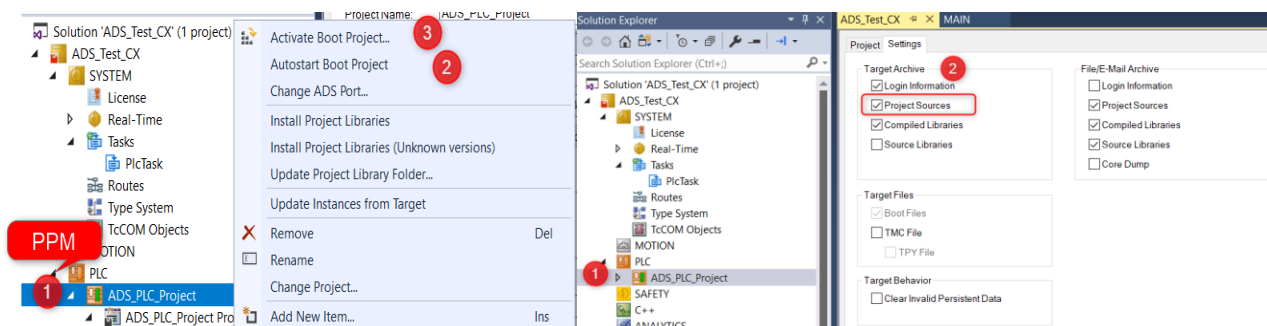 Solution 'ADS_Test_CX' (1 project)
ADS_Test_CX
SYSTEM
License
Real-Time
Tasks
PlcTask
Routes
Type System
TcCOM Objects
MOTION
PPM
PLC
1
ADS_PLC_Project
ADS_PLC_Project Pro
Project Name: ADS_PLC_Project
Activate Boot Project... 3
Autostart Boot Project 2
Change ADS Port...
Install Project Libraries
Install Project Libraries (Unknown versions)
Update Project Library Folder...
Update Instances from Target
Remove Del
Rename
Change Project...
Add New Item... Ins
Solution Explorer
Search Solution Explorer (Ctrl+;)
Solution 'ADS_Test_CX' (1 project)
ADS_Test_CX
SYSTEM
License
Real-Time
Tasks
PlcTask
Routes
Type System
TcCOM Objects
MOTION
PLC
1
ADS_PLC_Project
SAFETY
C++
ANALYTICS
ADS_Test_CX MAIN
Project Settings
Target Archive 2
Login Information
Project Sources
Compiled Libraries
Source Libraries
File/E-Mail Archive
Login Information
Project Sources
Compiled Libraries
Source Libraries
Core Dump
Target Files
Boot Files
TMC File
TPY File
Target Behavior
Clear Invalid Persistent Data